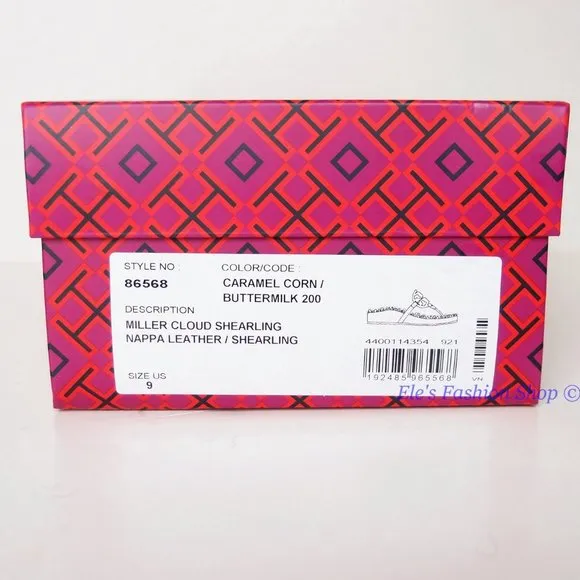 STYLE NO : COLOR/CODE :
86568 CARAMEL CORN /
BUTTERMILK 200
DESCRIPTION
MILLER CLOUD SHEARLING
NAPPA LEATHER / SHEARLING
4400114354 921
SIZE US
9
192485965568
VN
Ele's Fashion Shop ©